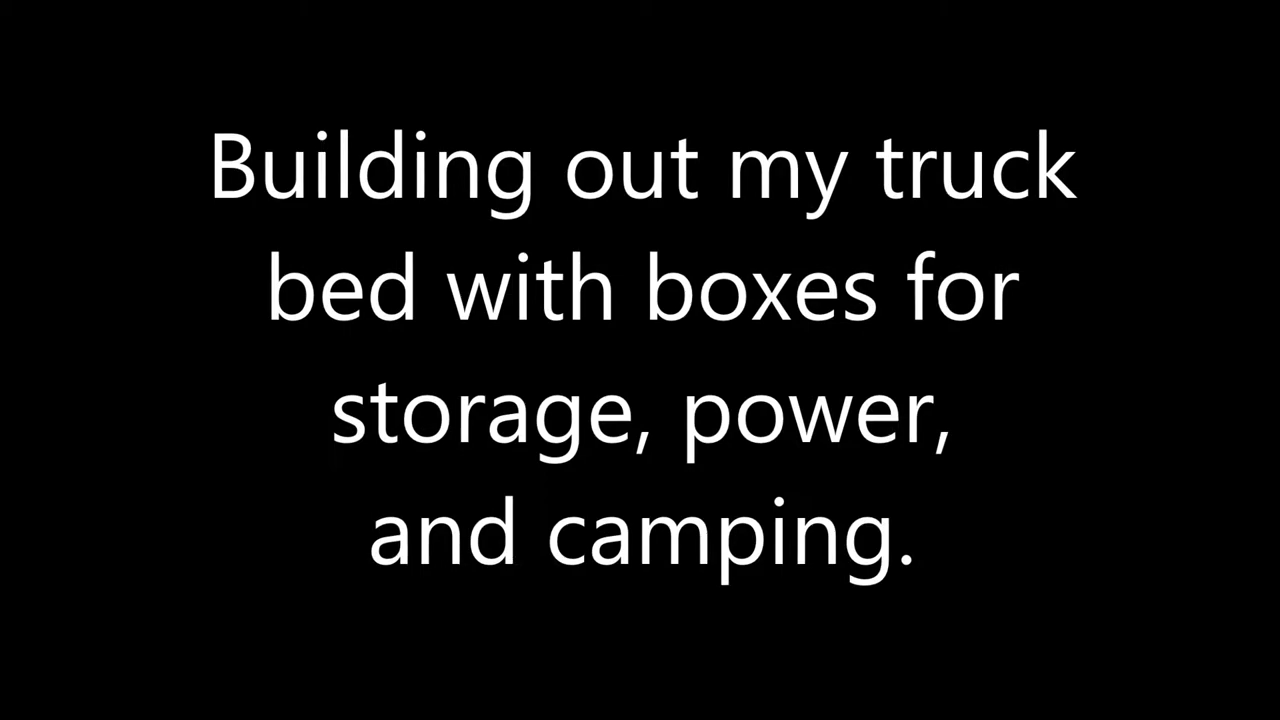 Building out my truck
bed with boxes for
storage, power,
and camping.